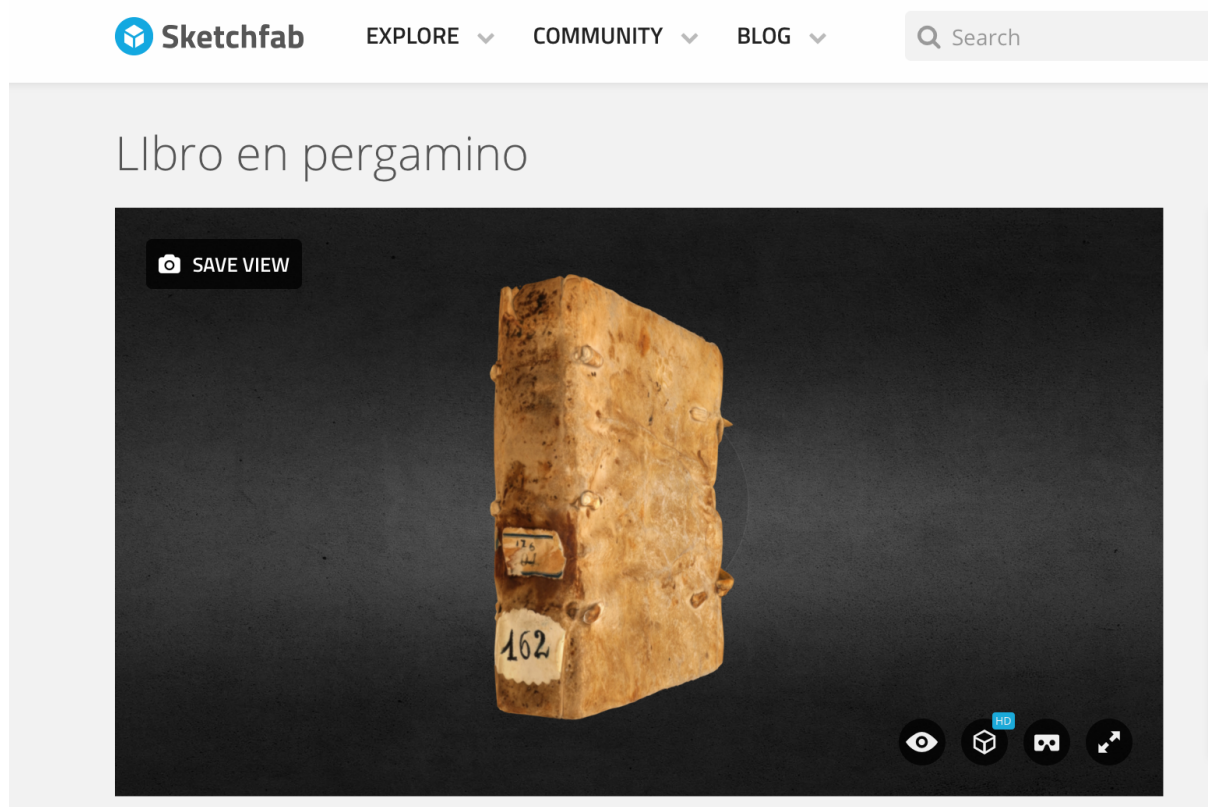 Sketchfab EXPLORE COMMUNITY BLOG Search
LIbro en pergamino
SAVE VIEW
162
HD